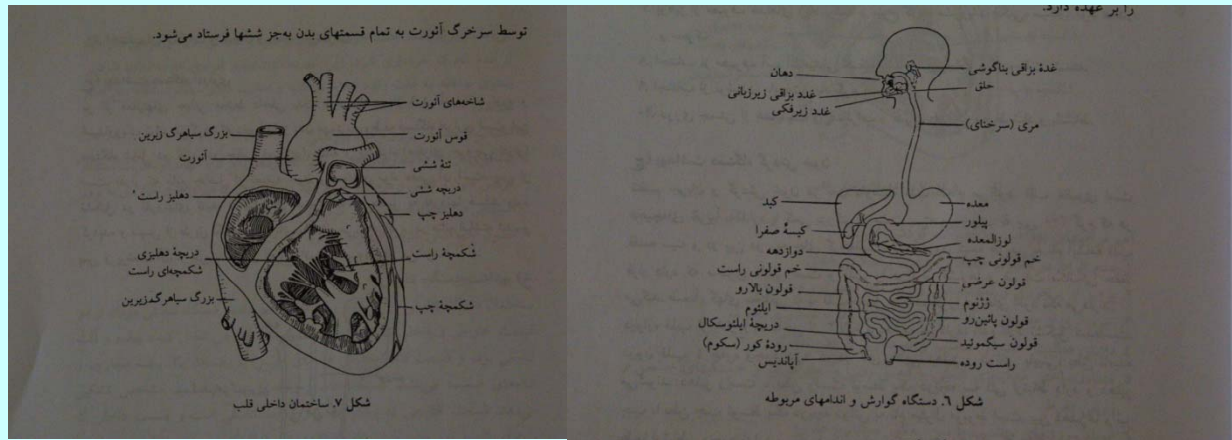 توسط سرخرگ آئورت به تمام قسمتهای بدن به‌جز ششها فرستاد می‌شود.
شاخه‌های آئورت
بزرگ سیاهرگ زیرین
قوس آئورت
آئورت
تنهٔ ششی
دریچه ششی
دهلیز راست
دهلیز چپ
شکمچهٔ راست
دریچهٔ دهلیزی
شکمچه‌ای راست
بزرگ سیاهرگ زیرین
شکمچهٔ چپ
شکل ۷. ساختمان داخلی قلب
را بر عهده دارد.
غدهٔ بزاقی بناگوشی
دهان
حلق
غدد بزاقی زیرزبانی
غدد زیرفکی
مری (سرخنای)
کبد
معده
پیلور
کیسهٔ صفرا
لوزالمعده
دوازدهه
خم قولونی چپ
خم قولونی راست
قولون عرضی
قولون بالارو
ژژنوم
ایلئوم
قولون پائین‌رو
دریچهٔ ایلئوسکال
قولون سیگموئید
رودهٔ کور (سکوم)
راست روده
آپاندیس
شکل ۶. دستگاه گوارش و اندامهای مربوطه